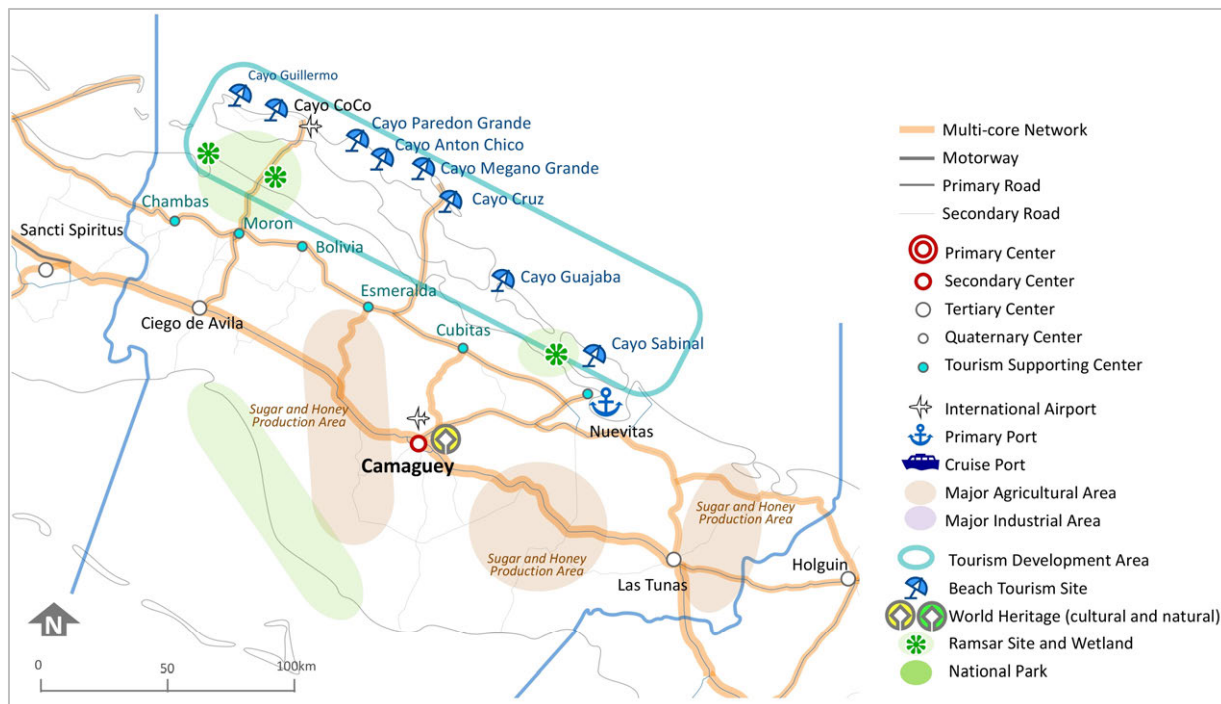 Cayo Guillermo
Cayo CoCo
Cayo Paredon Grande
Cayo Anton Chico
Cayo Megano Grande
Cayo Cruz
Chambas
Sancti Spiritus
Moron
Bolivia
Cayo Guajaba
Esmeralda
Ciego de Avila
Cubitas
Cayo Sabinal
Sugar and Honey
Production Area
Nuevitas
Camaguey
Sugar and Honey
Production Area
Sugar and Honey
Production Area
Las Tunas
Holguin
N
0
50
100km
Multi-core Network
Motorway
Primary Road
Secondary Road
Primary Center
Secondary Center
Tertiary Center
Quaternary Center
Tourism Supporting Center
International Airport
Primary Port
Cruise Port
Major Agricultural Area
Major Industrial Area
Tourism Development Area
Beach Tourism Site
World Heritage (cultural and natural)
Ramsar Site and Wetland
National Park